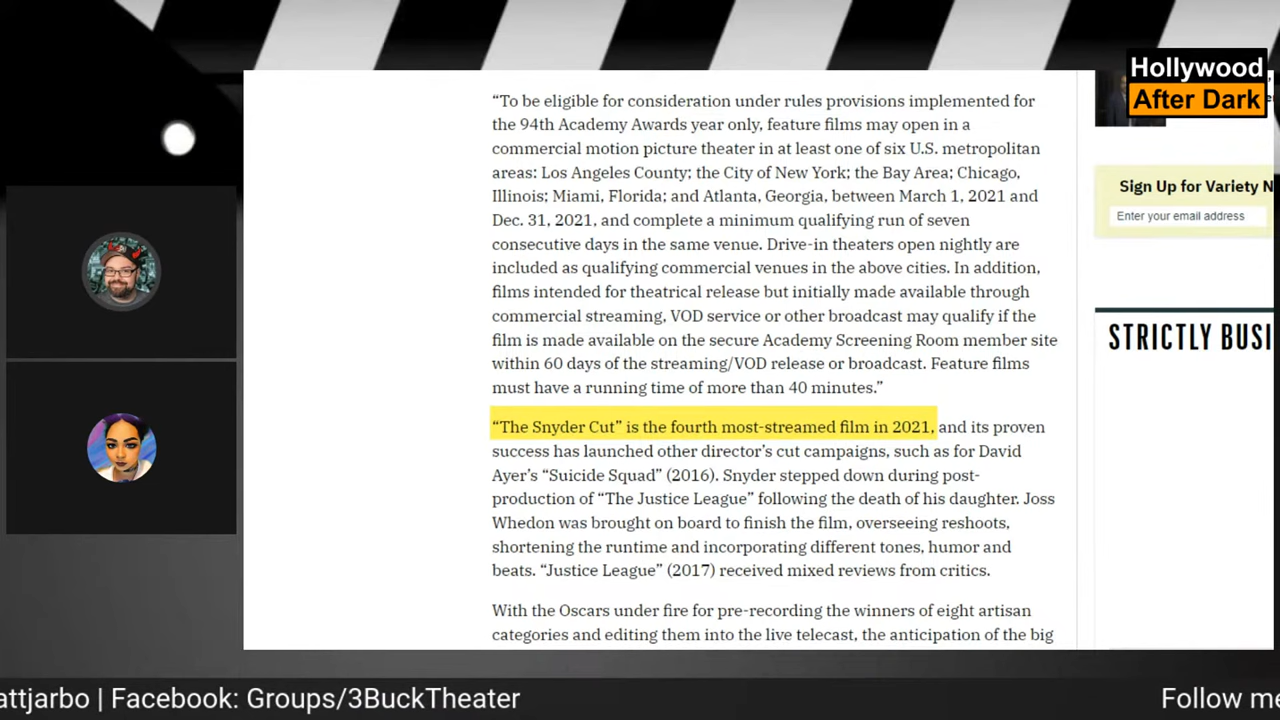 Hollywood
After Dark
“To be eligible for consideration under rules provisions implemented for
the 94th Academy Awards year only, feature films may open in a
commercial motion picture theater in at least one of six U.S. metropolitan
areas: Los Angeles County; the City of New York; the Bay Area; Chicago,
Illinois; Miami, Florida; and Atlanta, Georgia, between March 1, 2021 and
Dec. 31, 2021, and complete a minimum qualifying run of seven
consecutive days in the same venue. Drive-in theaters open nightly are
included as qualifying commercial venues in the above cities. In addition,
films intended for theatrical release but initially made available through
commercial streaming, VOD service or other broadcast may qualify if the
film is made available on the secure Academy Screening Room member site
within 60 days of the streaming/VOD release or broadcast. Feature films
must have a running time of more than 40 minutes.”
“The Snyder Cut” is the fourth most-streamed film in 2021, and its proven
success has launched other director’s cut campaigns, such as for David
Ayer’s “Suicide Squad” (2016). Snyder stepped down during post-
production of “The Justice League” following the death of his daughter. Joss
Whedon was brought on board to finish the film, overseeing reshoots,
shortening the runtime and incorporating different tones, humor and
beats. “Justice League” (2017) received mixed reviews from critics.
With the Oscars under fire for pre-recording the winners of eight artisan
categories and editing them into the live telecast, the anticipation of the big
Sign Up for Variety N
Enter your email address
STRICTLY BUSI
attjarbo | Facebook: Groups/3BuckTheater
Follow me